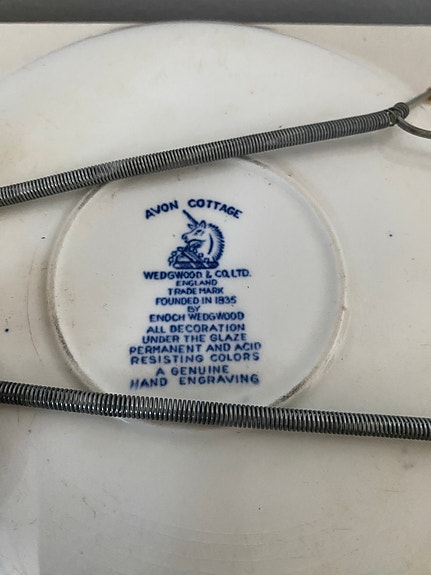 AVON COTTAGE
WEDGWOOD & CO. LTD.
ENGLAND
TRADE MARK
FOUNDED IN 1835
BY
ENOCH WEDGWOOD
ALL DECORATION
UNDER THE GLAZE
PERMANENT AND ACID
RESISTING COLORS
A GENUINE
HAND ENGRAVING